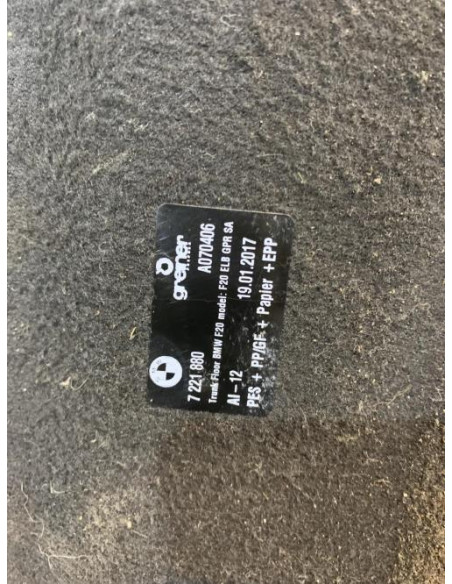 greiner
7 221 880 A070406
Trunk Floor BMW F20 model: F20 ELB GPR SA
AI-12 19.01.2017
PES + PP/GF + Papier + EPP